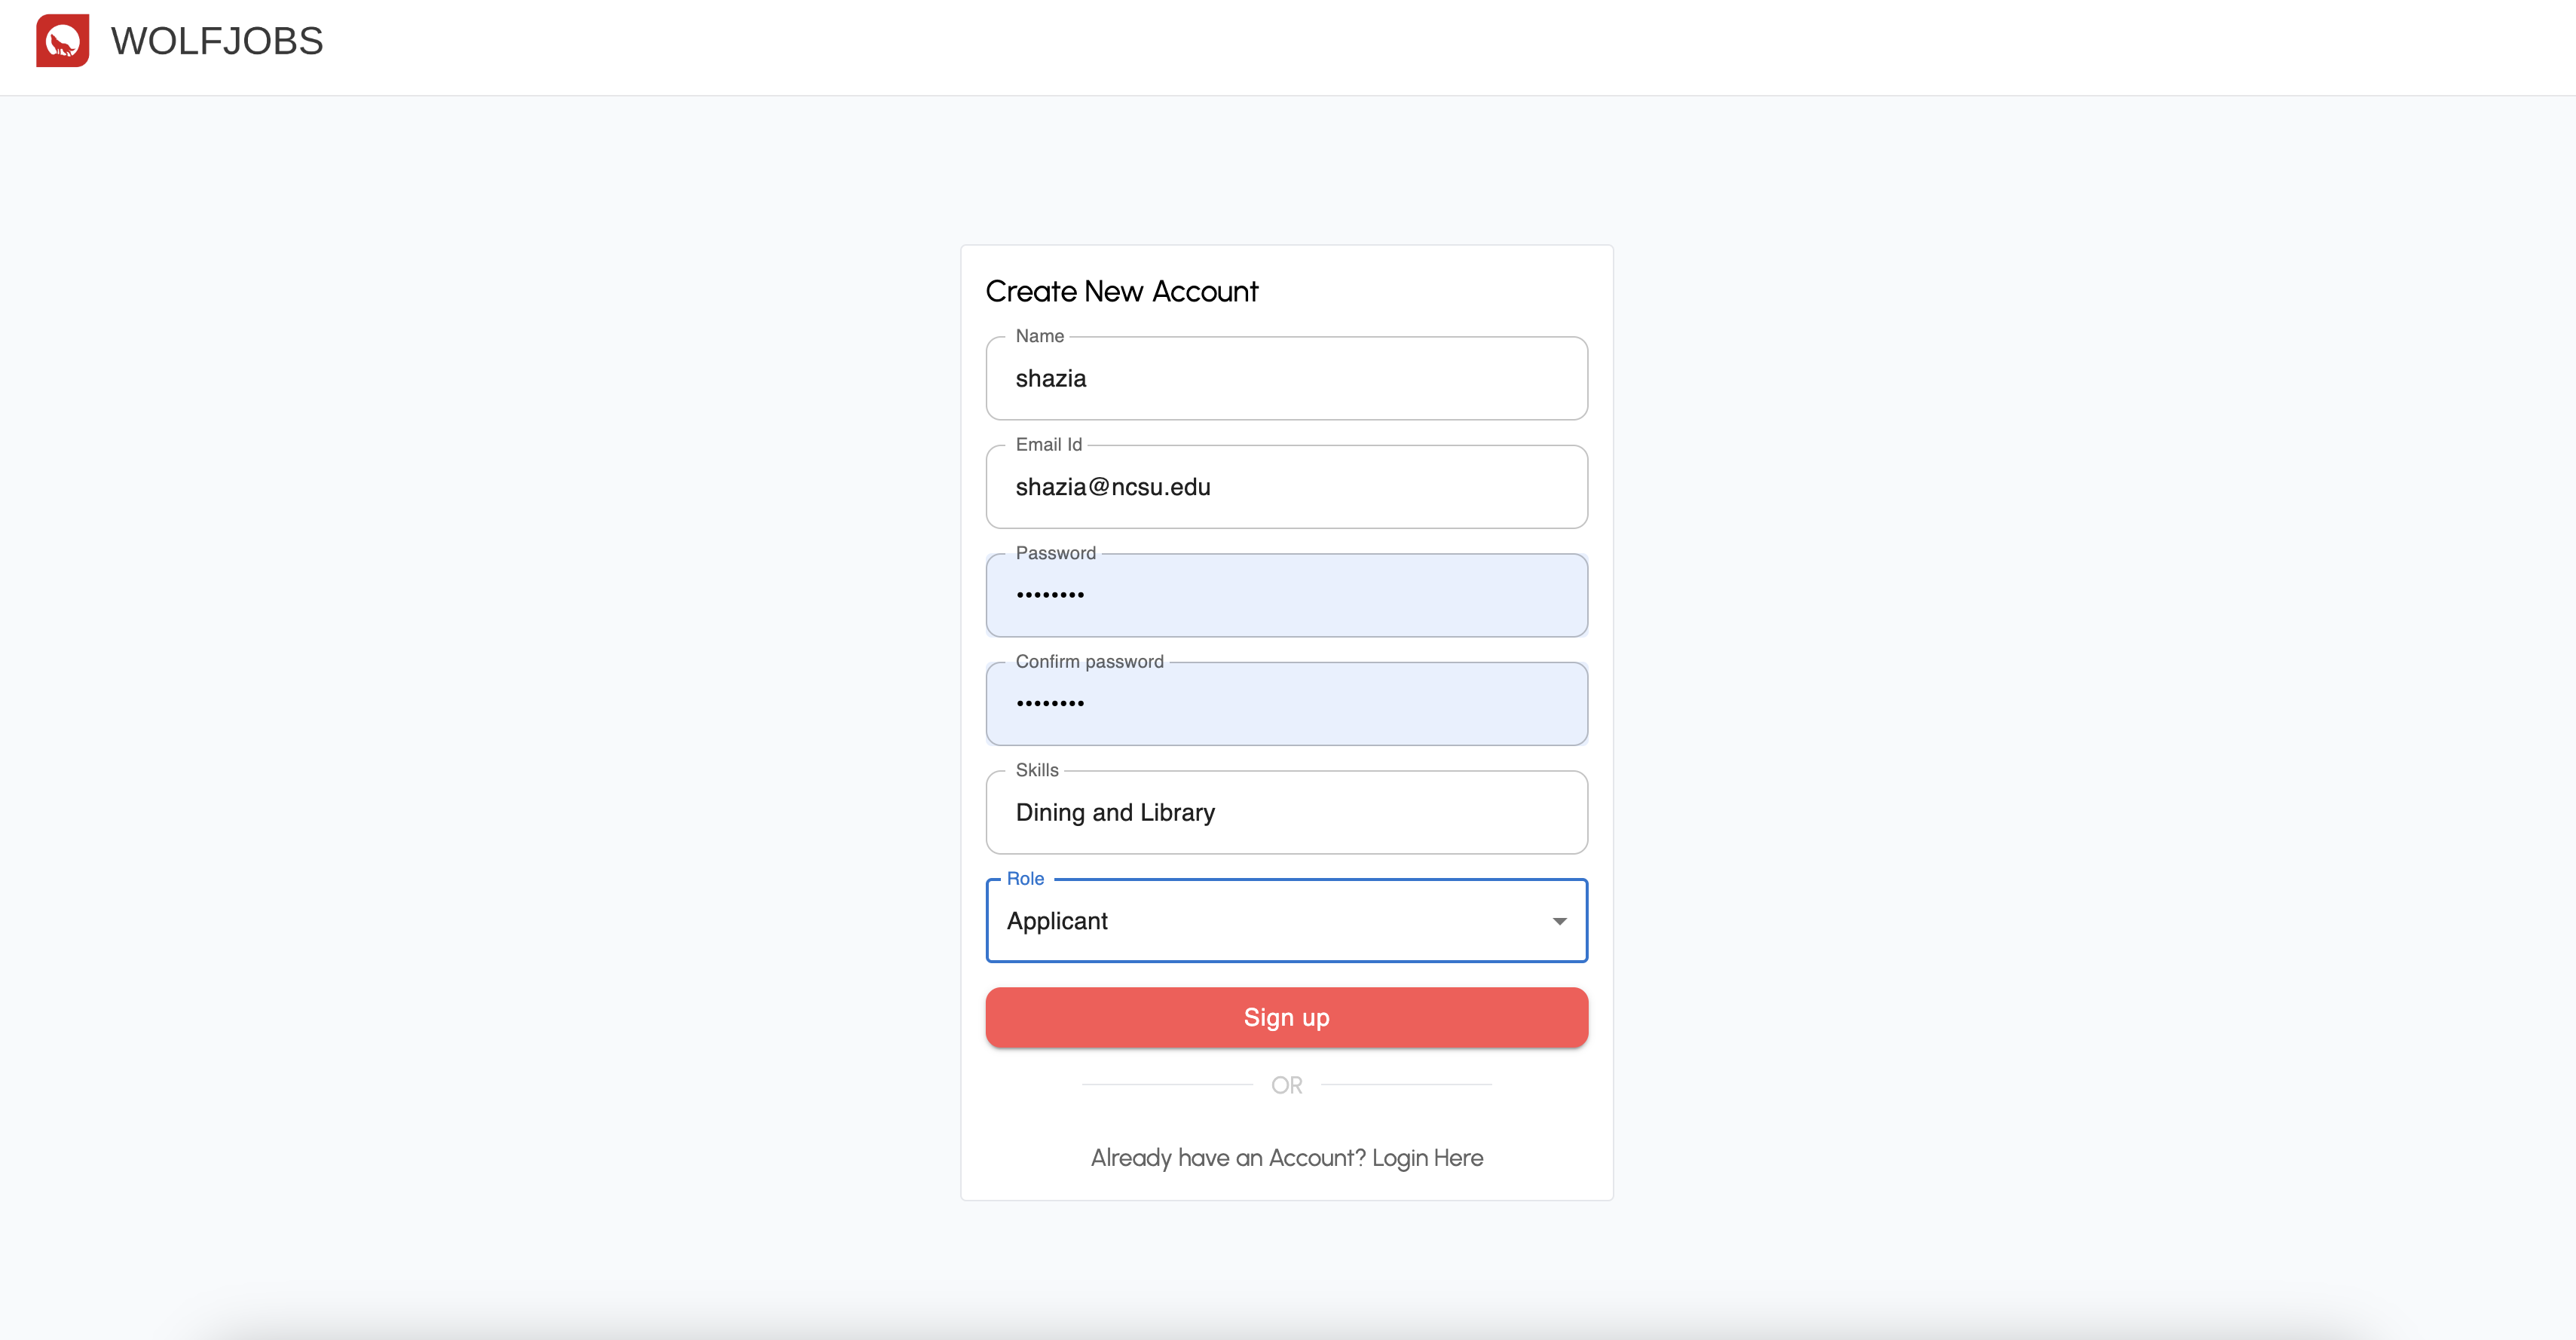 WOLFJOBS
Create New Account
Name
shazia
Email Id
shazia@ncsu.edu
Password
••••••••
Confirm password
••••••••
Skills
Dining and Library
Role
Applicant
Sign up
OR
Already have an Account? Login Here